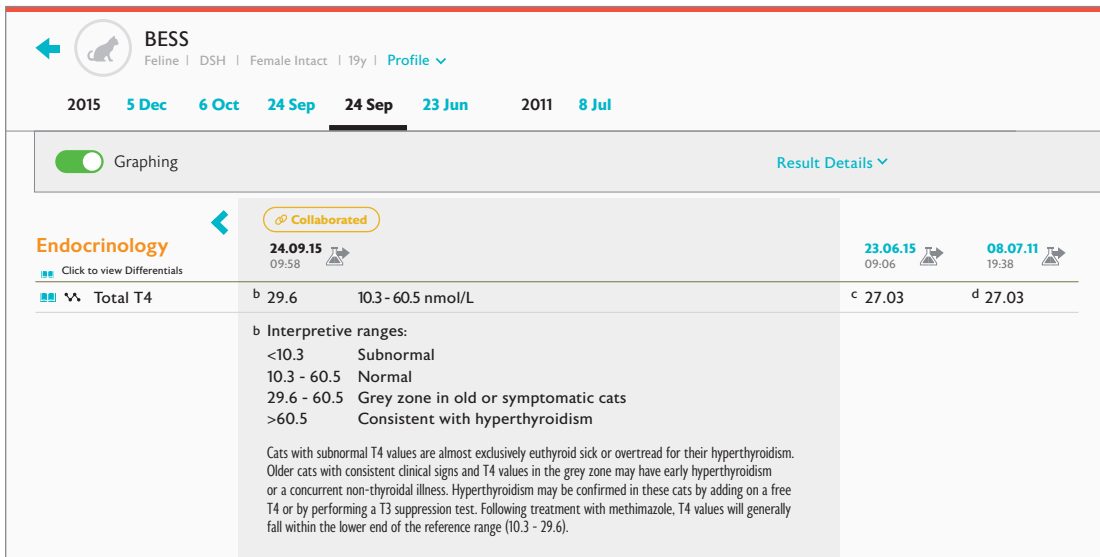 BESS
Feline | DSH | Female Intact | 19y | Profile
2015 5 Dec 6 Oct 24 Sep 24 Sep 23 Jun 2011 8 Jul
Graphing Result Details
Collaborated
Endocrinology 24.09.15 23.06.15 08.07.11
09:58 09:06 19:38
Click to view Differentials
Total T4 b 29.6 10.3 - 60.5 nmol/L c 27.03 d 27.03
b Interpretive ranges:
<10.3 Subnormal
10.3 - 60.5 Normal
29.6 - 60.5 Grey zone in old or symptomatic cats
>60.5 Consistent with hyperthyroidism
Cats with subnormal T4 values are almost exclusively euthyroid sick or overtread for their hyperthyroidism.
Older cats with consistent clinical signs and T4 values in the grey zone may have early hyperthyroidism
or a concurrent non-thyroidal illness. Hyperthyroidism may be confirmed in these cats by adding on a free
T4 or by performing a T3 suppression test. Following treatment with methimazole, T4 values will generally
fall within the lower end of the reference range (10.3 - 29.6).